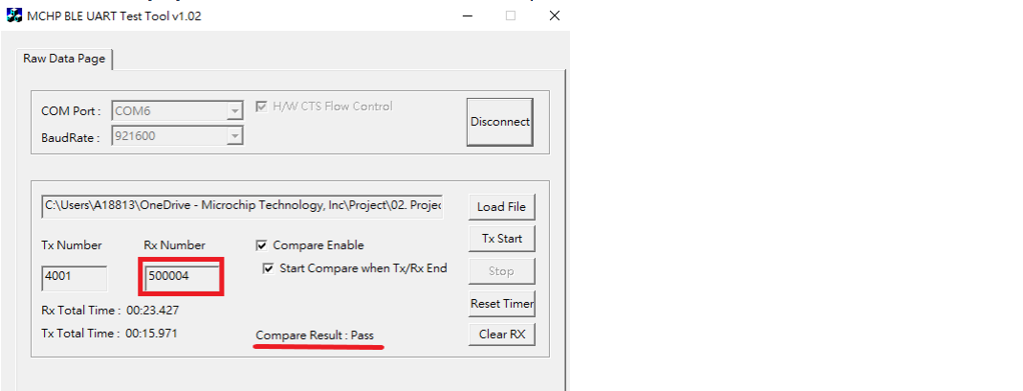 MCHP BLE UART Test Tool v1.02
Raw Data Page
COM Port : COM6
H/W CTS Flow Control
BaudRate : 921600
Disconnect
C:\Users\A18813\OneDrive - Microchip Technology, Inc\Project\02. Projec
Load File
Tx Number
Rx Number
Compare Enable
Tx Start
4001
500004
Start Compare when Tx/Rx End
Stop
Rx Total Time : 00:23.427
Reset Timer
Tx Total Time : 00:15.971
Compare Result : Pass
Clear RX